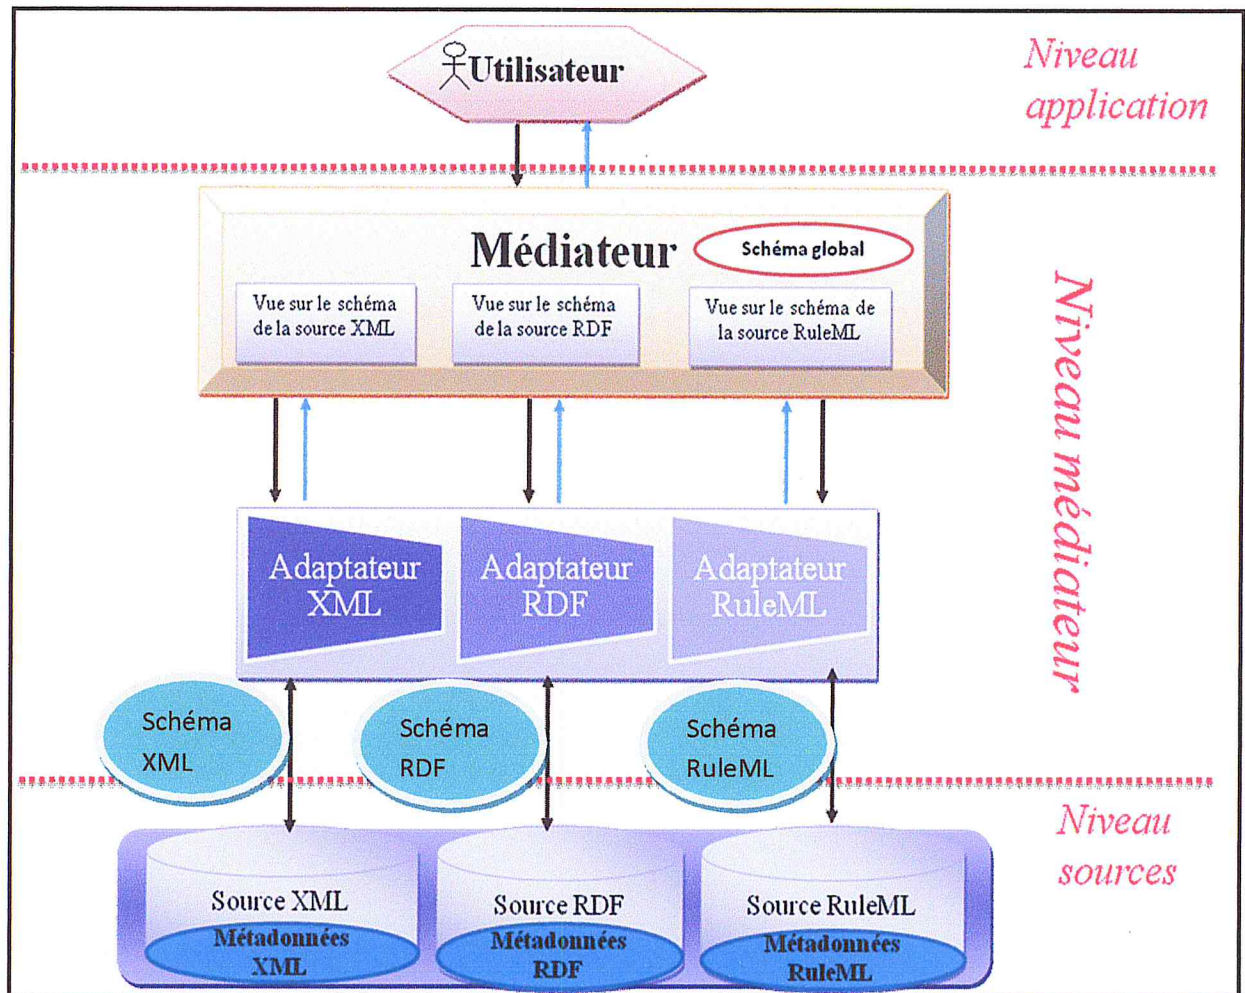 Utilisateur
Niveau
application
Médiateur
Schéma global
Vue sur le schéma
de la source XML
Vue sur le schéma
de la source RDF
Vue sur le schéma de
la source RuleML
Niveau médiateur
Adaptateur
XML
Adaptateur
RDF
Adaptateur
RuleML
Schéma
XML
Schéma
RDF
Schéma
RuleML
Niveau
sources
Source XML
Métadonnées
XML
Source RDF
Métadonnées
RDF
Source RuleML
Métadonnées
RuleML